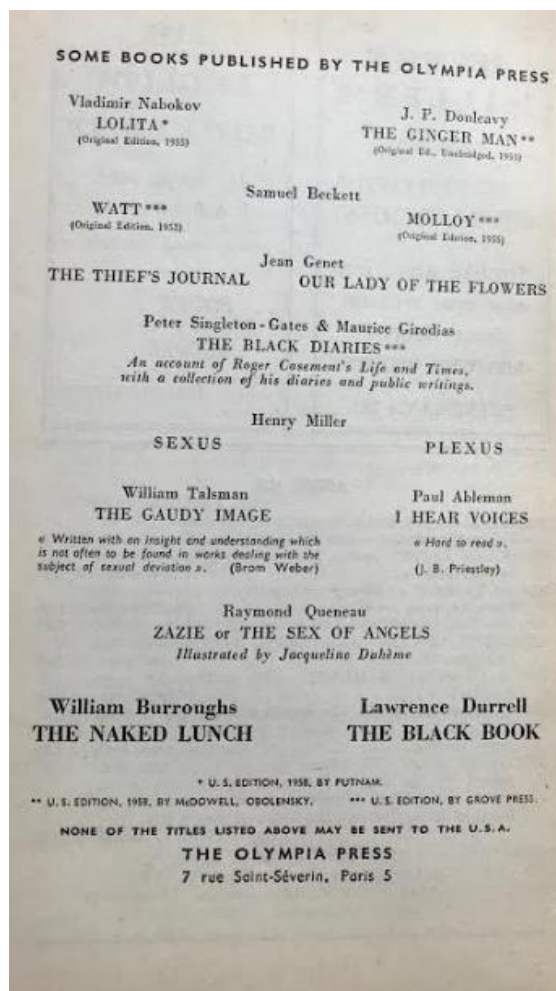 SOME BOOKS PUBLISHED BY THE OLYMPIA PRESS
Vladimir Nabokov
LOLITA *
(Original Edition, 1955)
J. P. Donleavy
THE GINGER MAN **
(Original Ed., Unabridged, 1955)
Samuel Beckett
WATT ***
(Original Edition, 1953)
MOLLOY ***
(Original Edition, 1955)
Jean Genet
THE THIEF'S JOURNAL
OUR LADY OF THE FLOWERS
Peter Singleton-Gates & Maurice Girodias
THE BLACK DIARIES ***
An account of Roger Casement's Life and Times,
with a collection of his diaries and public writings.
Henry Miller
SEXUS
PLEXUS
William Talsman
THE GAUDY IMAGE
« Written with an insight and understanding which
is not often to be found in works dealing with the
subject of sexual deviation ». (Brom Weber)
Paul Ableman
I HEAR VOICES
« Hard to read ».
(J. B. Priestley)
Raymond Queneau
ZAZIE or THE SEX OF ANGELS
Illustrated by Jacqueline Duhême
William Burroughs
THE NAKED LUNCH
Lawrence Durrell
THE BLACK BOOK
* U.S. EDITION, 1958, BY PUTNAM.
** U.S. EDITION, 1958, BY McDOWELL, OBOLENSKY.
*** U.S. EDITION, BY GROVE PRESS.
NONE OF THE TITLES LISTED ABOVE MAY BE SENT TO THE U.S.A.
THE OLYMPIA PRESS
7 rue Saint-Séverin, Paris 5